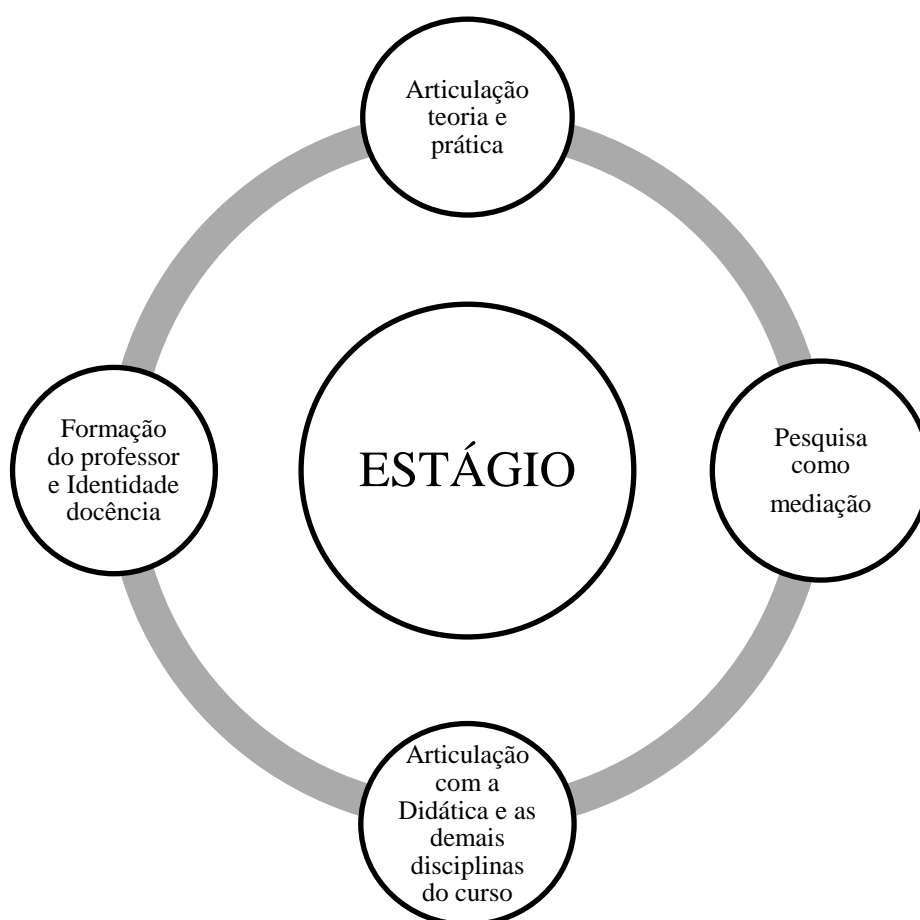 Articulação
teoria e
prática
Formação
do professor
e Identidade
docência
ESTÁGIO
Pesquisa
como
mediação
Articulação
com a
Didática e as
demais
disciplinas
do curso